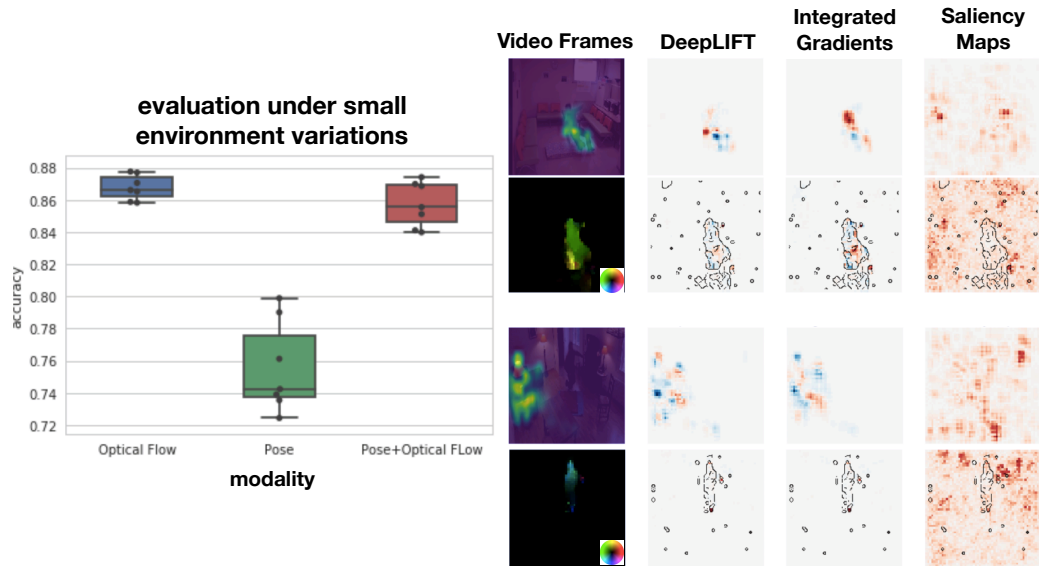 evaluation under small
environment variations
0.88
0.86
0.84
0.82
0.80
0.78
0.76
0.74
0.72
accuracy
Optical Flow
Pose
Pose+Optical FLow
modality
Video Frames
DeepLIFT
Integrated
Gradients
Saliency
Maps